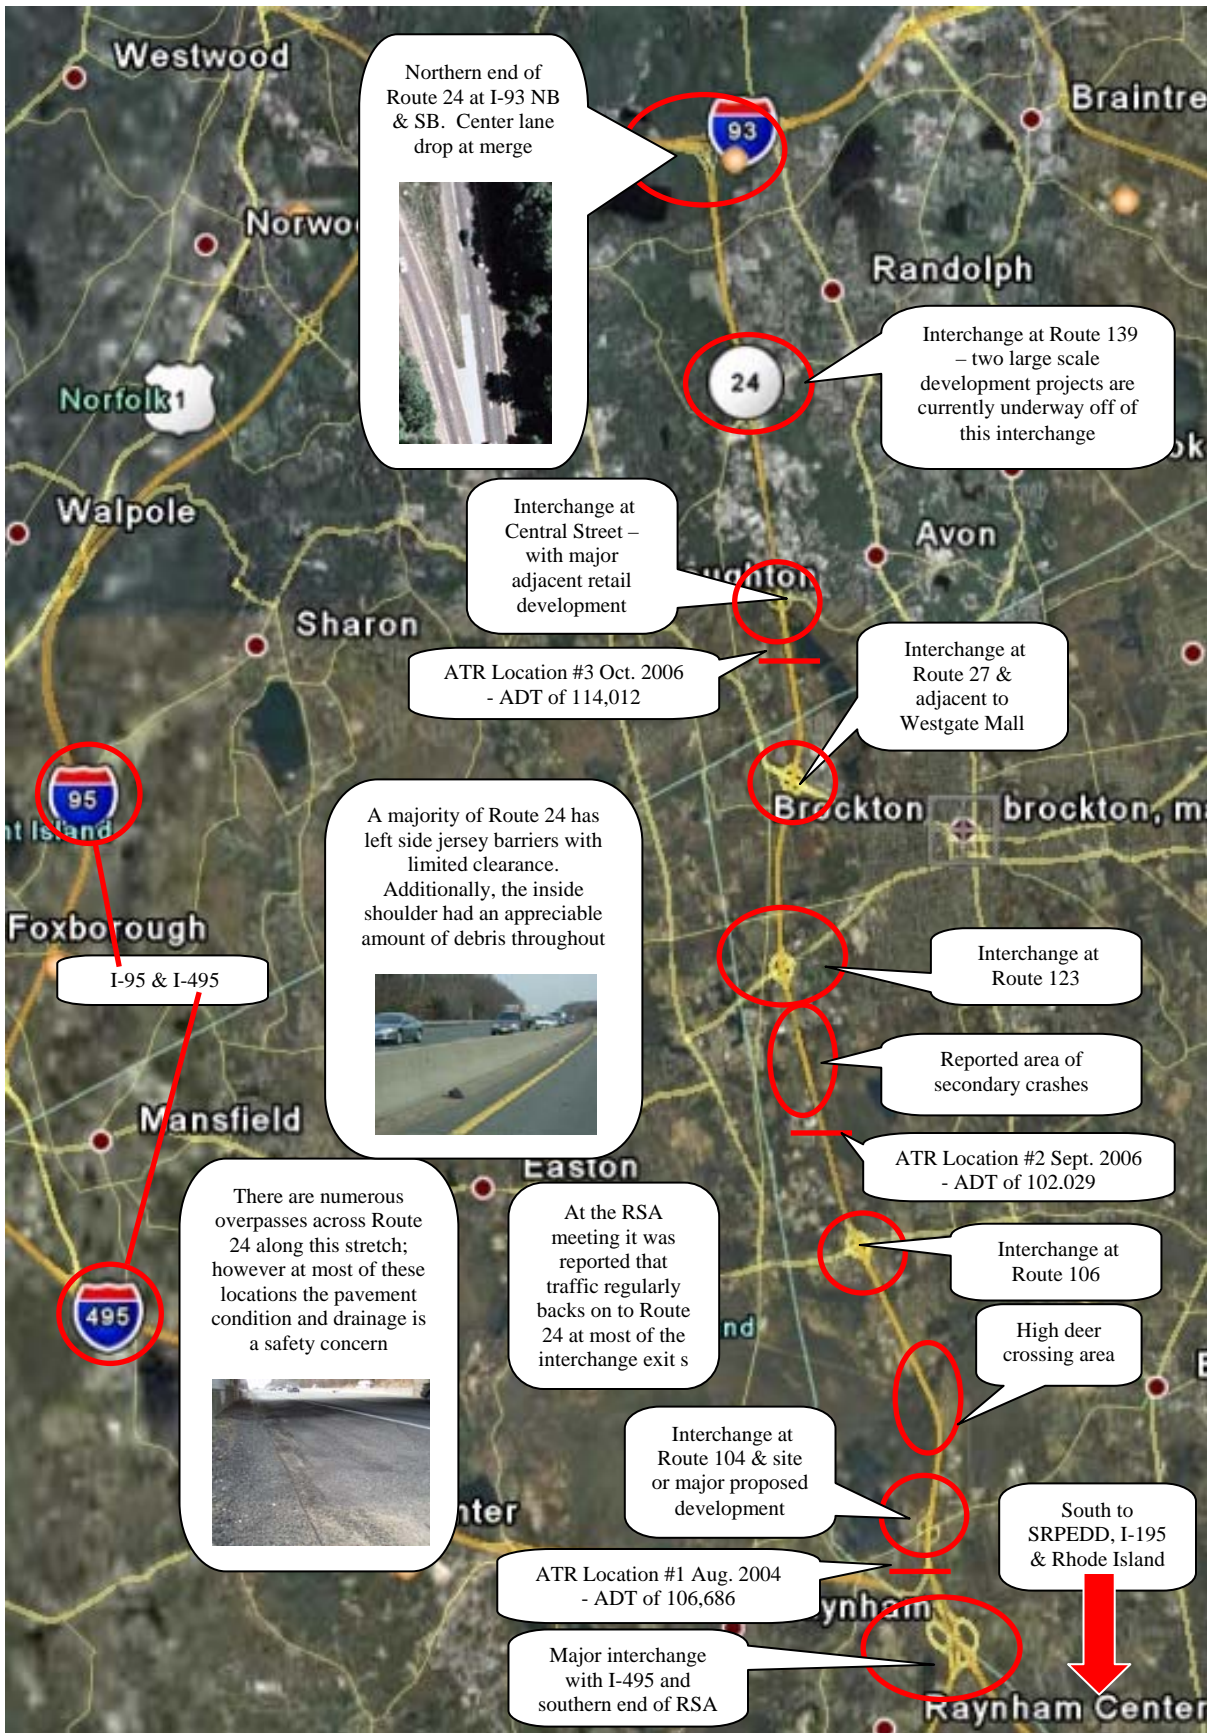 Westwood
Northern end of
Route 24 at I-93 NB
& SB. Center lane
drop at merge
93
Braintre
Norwo
Randolph
Interchange at Route 139
– two large scale
development projects are
currently underway off of
this interchange
24
Norfolk
1
ok
Walpole
Interchange at
Central Street –
with major
adjacent retail
development
Avon
oughton
Sharon
ATR Location #3 Oct. 2006
- ADT of 114,012
Interchange at
Route 27 &
adjacent to
Westgate Mall
95
nt Island
A majority of Route 24 has
left side jersey barriers with
limited clearance.
Additionally, the inside
shoulder had an appreciable
amount of debris throughout
Brockton
brockton, ma
Foxborough
I-95 & I-495
Interchange at
Route 123
Reported area of
secondary crashes
Mansfield
ATR Location #2 Sept. 2006
- ADT of 102,029
Easton
There are numerous
overpasses across Route
24 along this stretch;
however at most of these
locations the pavement
condition and drainage is
a safety concern
At the RSA
meeting it was
reported that
traffic regularly
backs on to Route
24 at most of the
interchange exit s
Interchange at
Route 106
495
nd
High deer
crossing area
Interchange at
Route 104 & site
or major proposed
development
nter
South to
SRPEDD, I-195
& Rhode Island
ATR Location #1 Aug. 2004
- ADT of 106,686
ynham
Major interchange
with I-495 and
southern end of RSA
Raynham Center